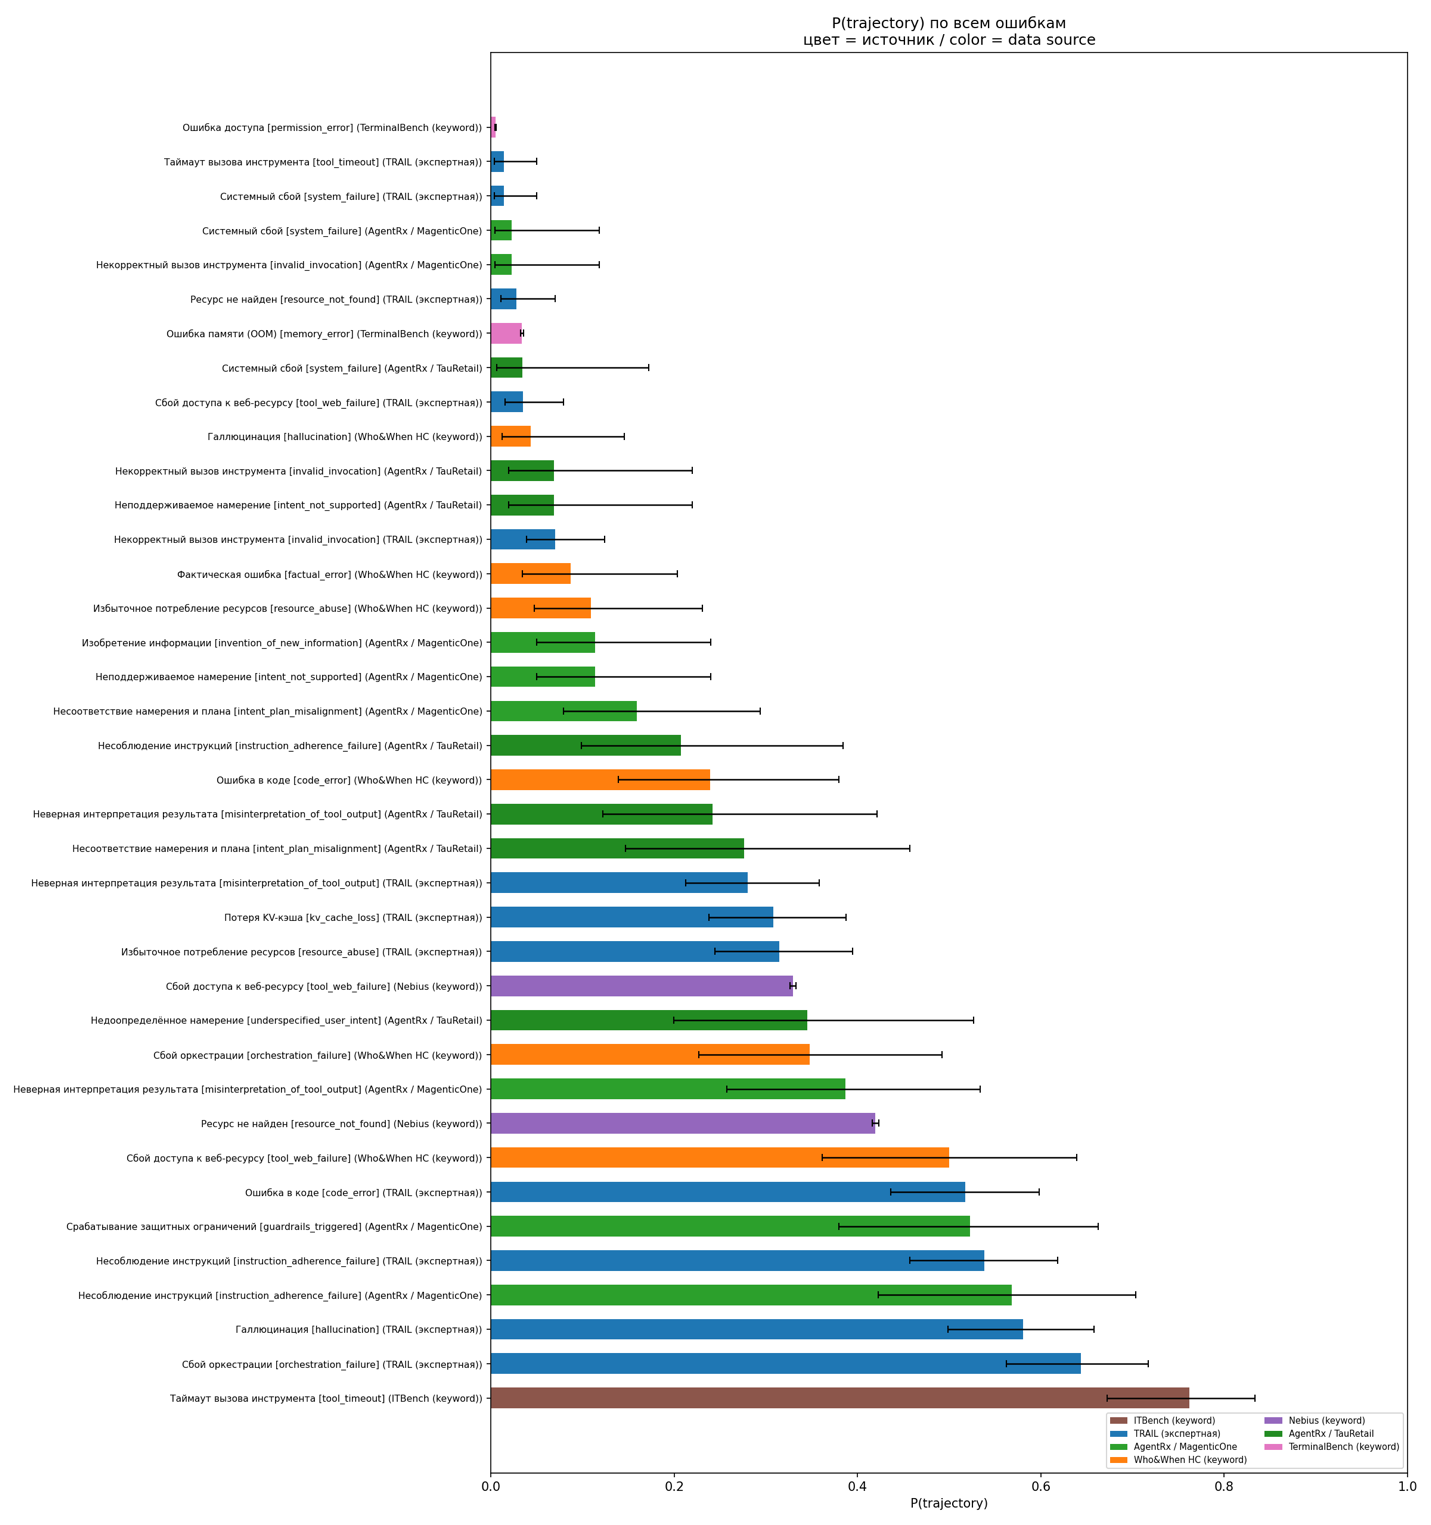 P(trajectory) по всем ошибкам
цвет = источник / color = data source
Ошибка доступа [permission_error] (TerminalBench (keyword))
Таймаут вызова инструмента [tool_timeout] (TRAIL (экспертная))
Системный сбой [system_failure] (TRAIL (экспертная))
Системный сбой [system_failure] (AgentRx / MagenticOne)
Некорректный вызов инструмента [invalid_invocation] (AgentRx / MagenticOne)
Ресурс не найден [resource_not_found] (TRAIL (экспертная))
Ошибка памяти (OOM) [memory_error] (TerminalBench (keyword))
Системный сбой [system_failure] (AgentRx / TauRetail)
Сбой доступа к веб-ресурсу [tool_web_failure] (TRAIL (экспертная))
Галлюцинация [hallucination] (Who&When HC (keyword))
Некорректный вызов инструмента [invalid_invocation] (AgentRx / TauRetail)
Неподдерживаемое намерение [intent_not_supported] (AgentRx / TauRetail)
Некорректный вызов инструмента [invalid_invocation] (TRAIL (экспертная))
Фактическая ошибка [factual_error] (Who&When HC (keyword))
Избыточное потребление ресурсов [resource_abuse] (Who&When HC (keyword))
Изобретение информации [invention_of_new_information] (AgentRx / MagenticOne)
Неподдерживаемое намерение [intent_not_supported] (AgentRx / MagenticOne)
Несоответствие намерения и плана [intent_plan_misalignment] (AgentRx / MagenticOne)
Несоблюдение инструкций [instruction_adherence_failure] (AgentRx / TauRetail)
Ошибка в коде [code_error] (Who&When HC (keyword))
Неверная интерпретация результата [misinterpretation_of_tool_output] (AgentRx / TauRetail)
Несоответствие намерения и плана [intent_plan_misalignment] (AgentRx / TauRetail)
Неверная интерпретация результата [misinterpretation_of_tool_output] (TRAIL (экспертная))
Потеря KV-кэша [kv_cache_loss] (TRAIL (экспертная))
Избыточное потребление ресурсов [resource_abuse] (TRAIL (экспертная))
Сбой доступа к веб-ресурсу [tool_web_failure] (Nebius (keyword))
Недоопределённое намерение [underspecified_user_intent] (AgentRx / TauRetail)
Сбой оркестрации [orchestration_failure] (Who&When HC (keyword))
Неверная интерпретация результата [misinterpretation_of_tool_output] (AgentRx / MagenticOne)
Ресурс не найден [resource_not_found] (Nebius (keyword))
Сбой доступа к веб-ресурсу [tool_web_failure] (Who&When HC (keyword))
Ошибка в коде [code_error] (TRAIL (экспертная))
Срабатывание защитных ограничений [guardrails_triggered] (AgentRx / MagenticOne)
Несоблюдение инструкций [instruction_adherence_failure] (TRAIL (экспертная))
Несоблюдение инструкций [instruction_adherence_failure] (AgentRx / MagenticOne)
Галлюцинация [hallucination] (TRAIL (экспертная))
Сбой оркестрации [orchestration_failure] (TRAIL (экспертная))
Таймаут вызова инструмента [tool_timeout] (ITBench (keyword))
ITBench (keyword)
TRAIL (экспертная)
AgentRx / MagenticOne
Who&When HC (keyword)
Nebius (keyword)
AgentRx / TauRetail
TerminalBench (keyword)
0.0 0.2 0.4 0.6 0.8 1.0
P(trajectory)